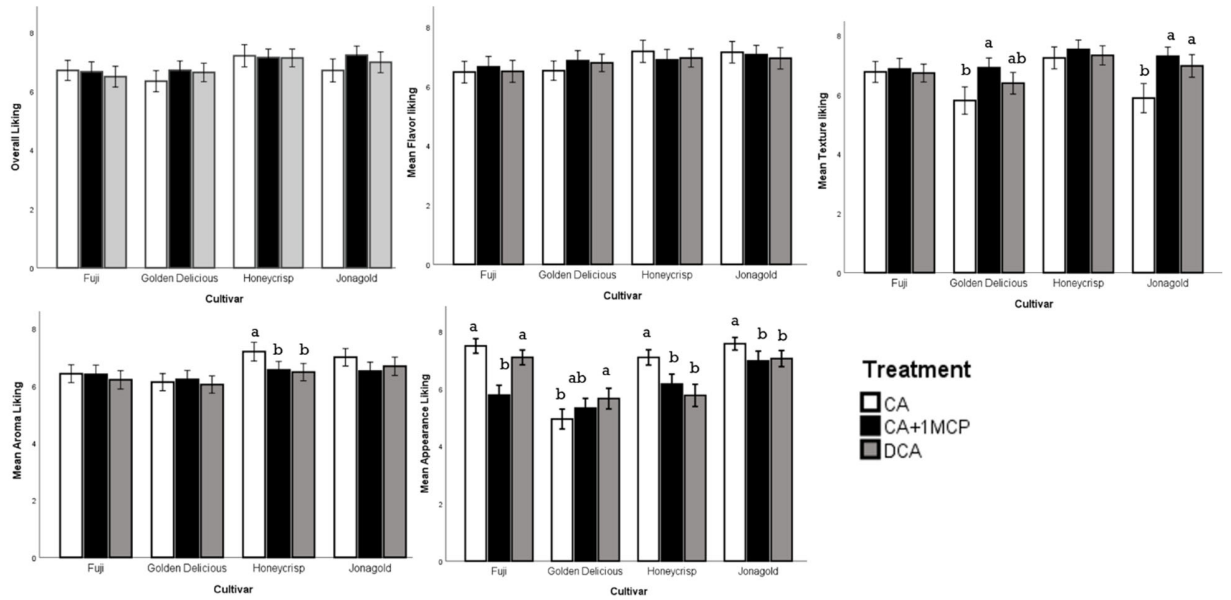 Overall Liking
8
6
4
2
0
Fuji
Golden Delicious
Honeycrisp
Jonagold
Cultivar
Mean Flavor liking
8
6
4
2
0
Fuji
Golden Delicious
Honeycrisp
Jonagold
Cultivar
Mean Texture liking
8
6
4
2
0
b
a
ab
b
a
a
Fuji
Golden Delicious
Honeycrisp
Jonagold
Cultivar
Mean Aroma Liking
8
6
4
2
0
a
b
b
Fuji
Golden Delicious
Honeycrisp
Jonagold
Cultivar
Mean Appearance Liking
8
6
4
2
0
a
b
a
b
ab
a
a
b
b
a
b
b
Fuji
Golden Delicious
Honeycrisp
Jonagold
Cultivar
Treatment
CA
CA+1MCP
DCA